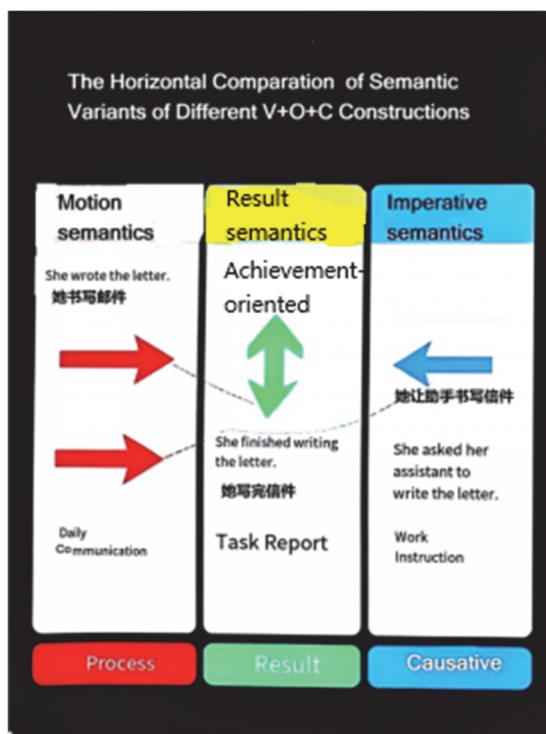 The Horizontal Comparation of Semantic
Variants of Different V+O+C Constructions
Motion
semantics
She wrote the letter.
她书写邮件
Daily
Communication
Process
Result
semantics
Achievement-
oriented
She finished writing
the letter.
她写完信件
Task Report
Result
Imperative
semantics
她让助手书写信件
She asked her
assistant to
write the letter.
Work
Instruction
Causative